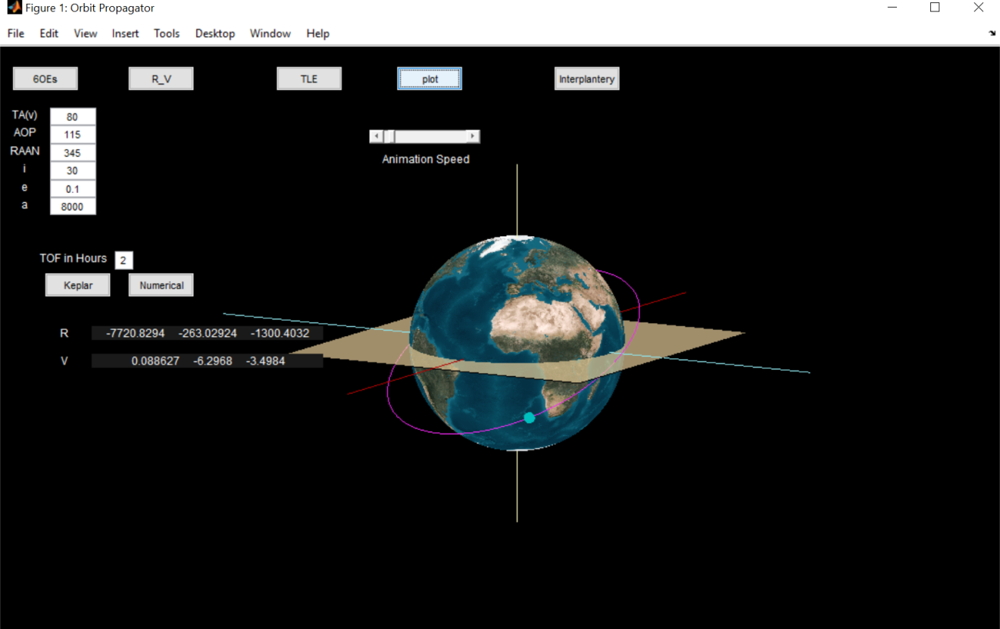 Figure 1: Orbit Propagator
File Edit View Insert Tools Desktop Window Help
6OEs R_V TLE plot Interplantery
TA(v) 80
AOP 115
RAAN 345
i 30
e 0.1
a 8000
Animation Speed
TOF in Hours 2
Keplar Numerical
R -7720.8294 -263.02924 -1300.4032
V 0.088627 -6.2968 -3.4984